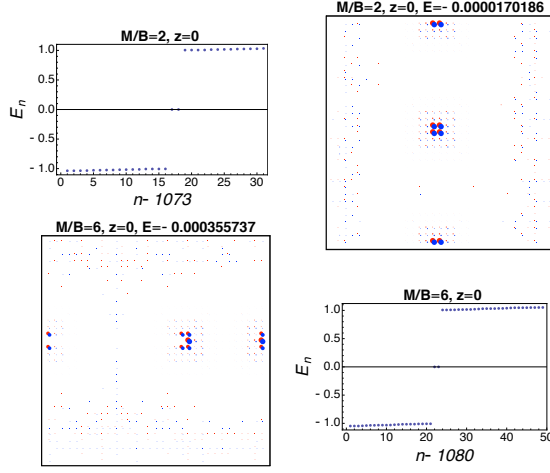 M/B=2, z=0
1.0
0.5
E_n 0.0
- 0.5
- 1.0
0 5 10 15 20 25 30
n- 1073
M/B=2, z=0, E=- 0.0000170186
M/B=6, z=0, E=- 0.000355737
M/B=6, z=0
1.0
0.5
E_n 0.0
- 0.5
- 1.0
0 10 20 30 40 50
n- 1080